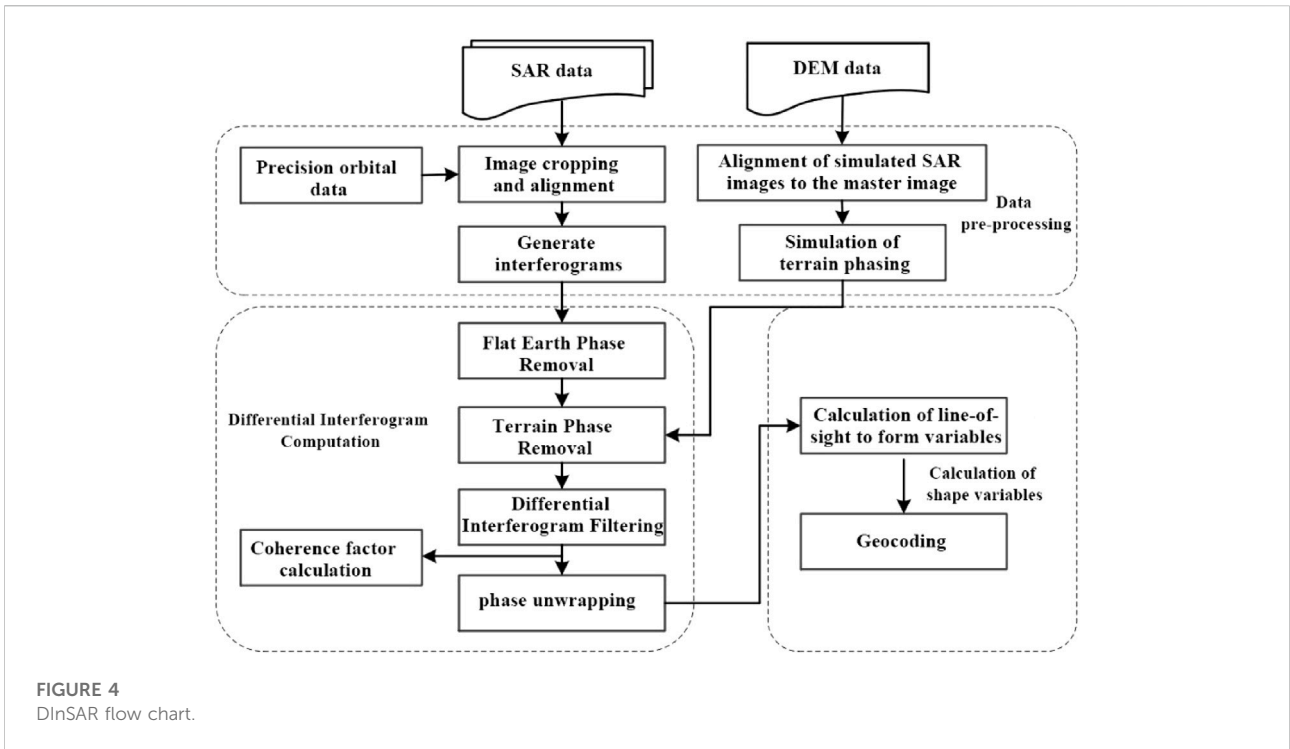 SAR data
DEM data
Precision orbital
data
Image cropping
and alignment
Alignment of simulated SAR
images to the master image
Data
pre-processing
Generate
interferograms
Simulation of
terrain phasing
Flat Earth Phase
Removal
Differential Interferogram
Computation
Terrain Phase
Removal
Calculation of line-of-
sight to form variables
Calculation of
shape variables
Differential
Interferogram Filtering
Geocoding
Coherence factor
calculation
phase unwrapping
FIGURE 4
DInSAR flow chart.